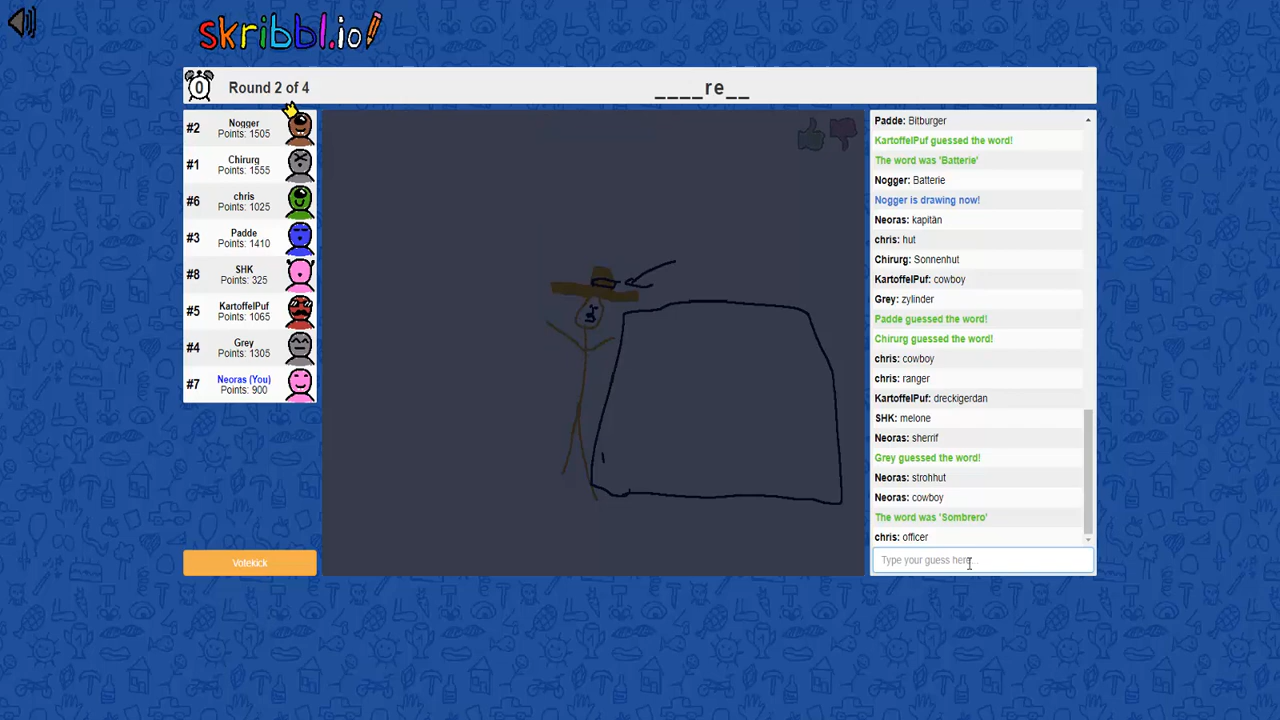 skribbl.io
0
Round 2 of 4
____re__
#2
Nogger
Points: 1505
#1
Chirurg
Points: 1555
#6
chris
Points: 1025
#3
Padde
Points: 1410
#8
SHK
Points: 325
#5
KartoffelPuf
Points: 1065
#4
Grey
Points: 1305
#7
Neoras (You)
Points: 900
Votekick
Padde: Bitburger
KartoffelPuf guessed the word!
The word was 'Batterie'
Nogger: Batterie
Nogger is drawing now!
Neoras: kapitän
chris: hut
Chirurg: Sonnenhut
KartoffelPuf: cowboy
Grey: zylinder
Padde guessed the word!
Chirurg guessed the word!
chris: cowboy
chris: ranger
KartoffelPuf: dreckigerdan
SHK: melone
Neoras: sherrif
Grey guessed the word!
Neoras: strohhut
Neoras: cowboy
The word was 'Sombrero'
chris: officer
Type your guess here...